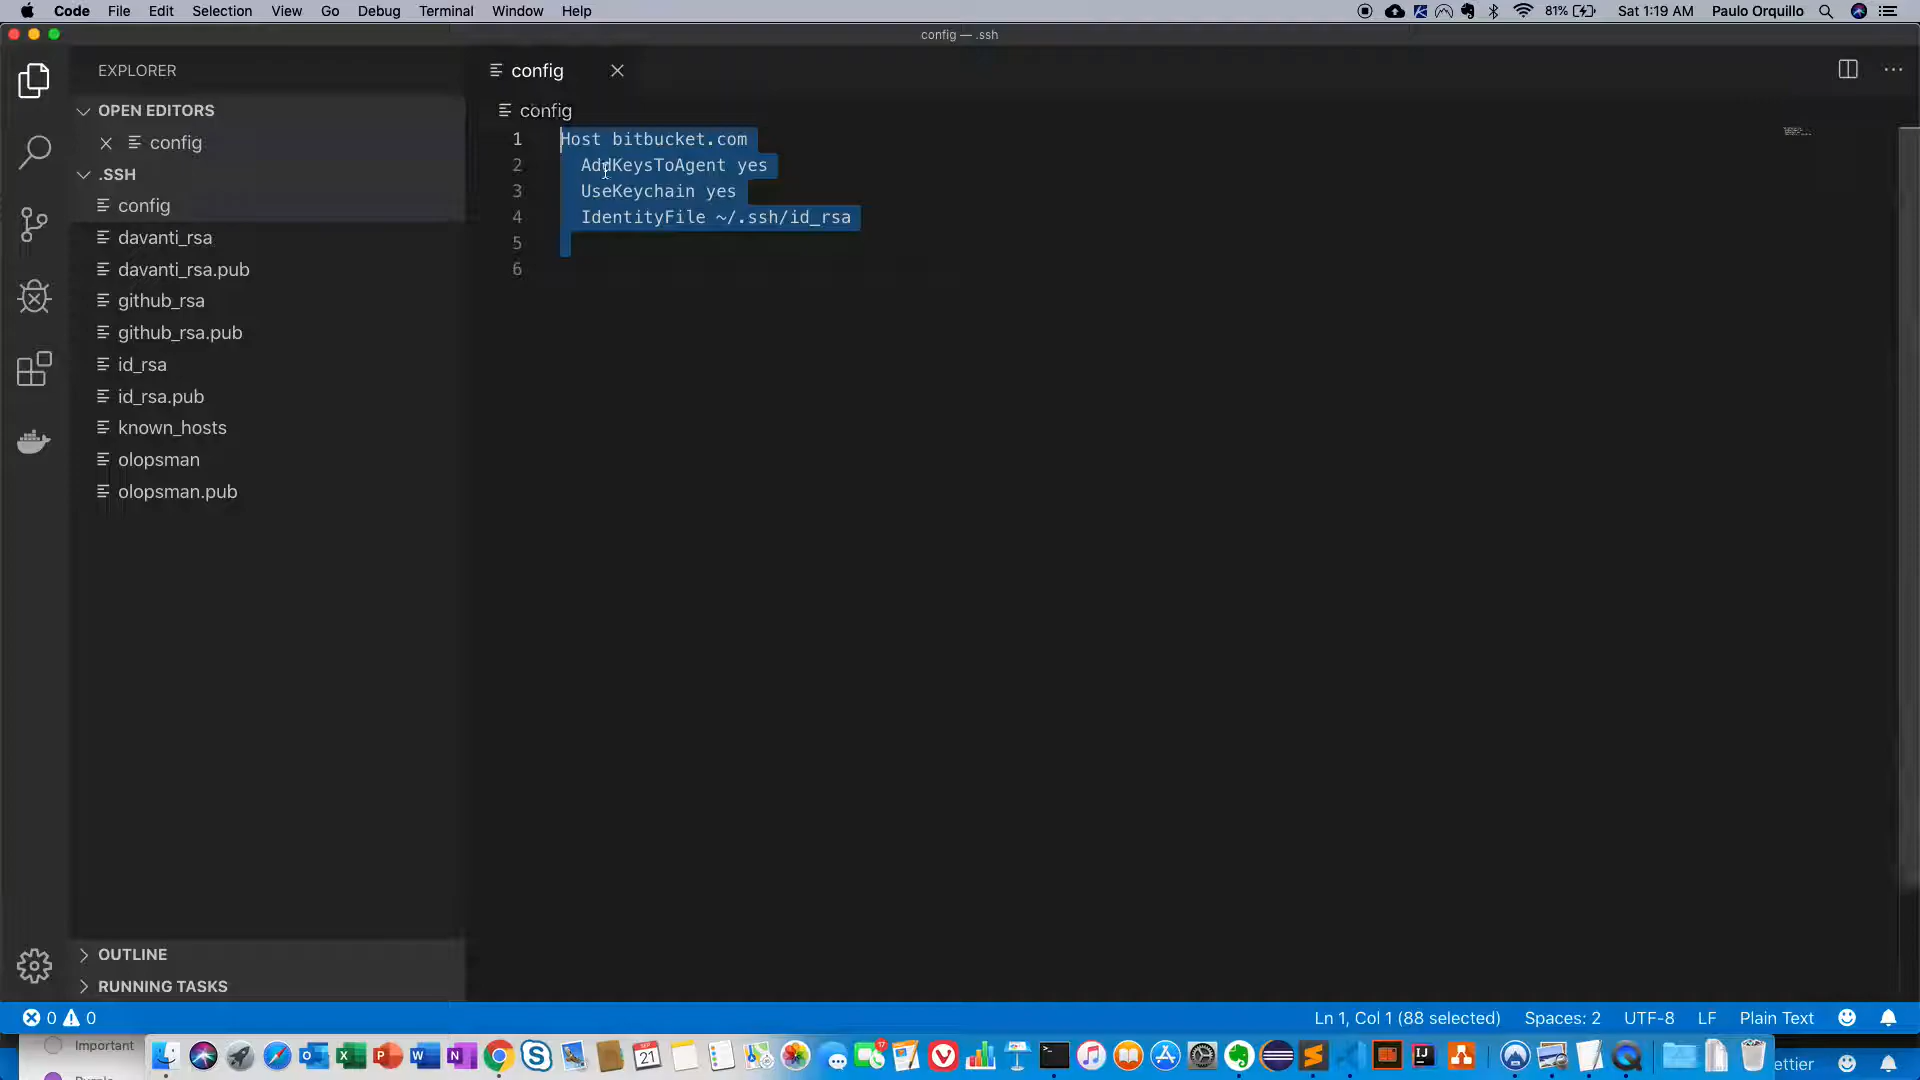 Code File Edit Selection View Go Debug Terminal Window Help 81% Sat 1:19 AM Paulo Orquillo
config — .ssh
EXPLORER
OPEN EDITORS
config
.SSH
config
davanti_rsa
davanti_rsa.pub
github_rsa
github_rsa.pub
id_rsa
id_rsa.pub
known_hosts
olopsman
olopsman.pub
OUTLINE
RUNNING TASKS
config
config
1 Host bitbucket.com
2 AddKeysToAgent yes
3 UseKeychain yes
4 IdentityFile ~/.ssh/id_rsa
5
6
0 0 Ln 1, Col 1 (88 selected) Spaces: 2 UTF-8 LF Plain Text
Important
17
21
ettier